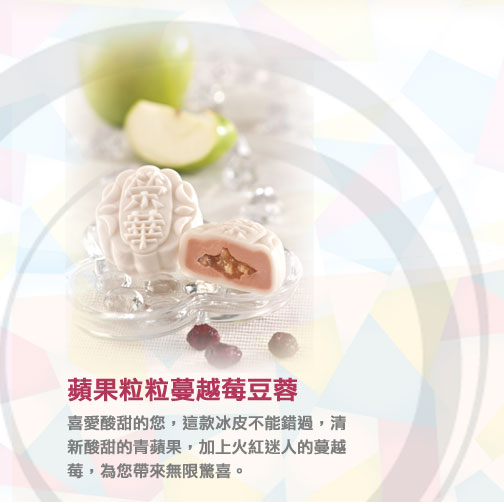 榮華
蘋果粒粒蔓越莓豆蓉
喜愛酸甜的您，這款冰皮不能錯過，清
新酸甜的青蘋果，加上火紅迷人的蔓越
莓，為您帶來無限驚喜。